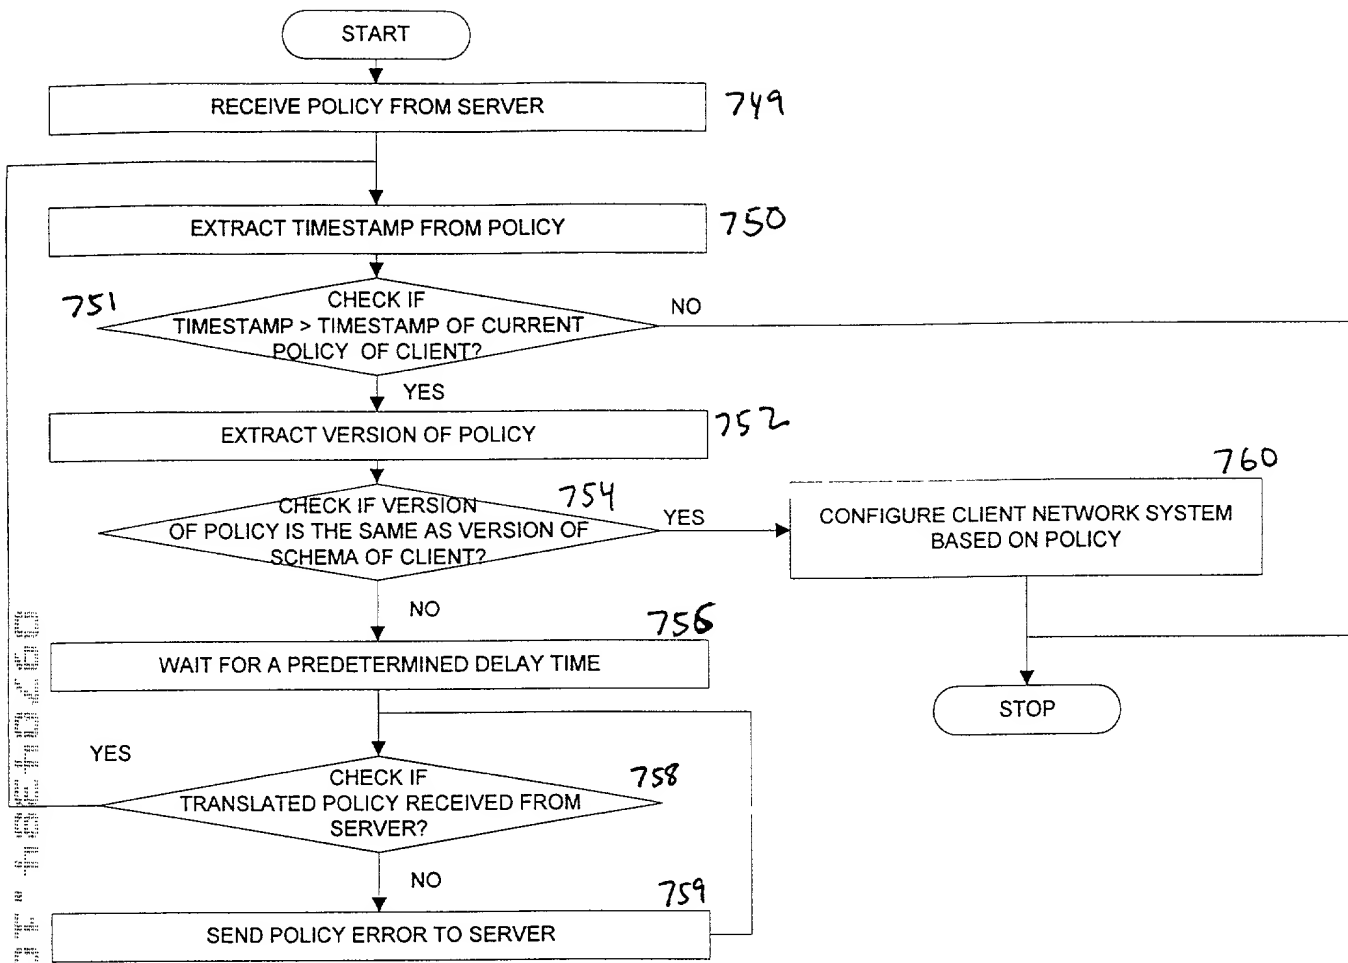 START
RECEIVE POLICY FROM SERVER
749
EXTRACT TIMESTAMP FROM POLICY
750
751
CHECK IF
TIMESTAMP > TIMESTAMP OF CURRENT
POLICY OF CLIENT?
NO
YES
EXTRACT VERSION OF POLICY
752
CHECK IF VERSION
OF POLICY IS THE SAME AS VERSION OF
SCHEMA OF CLIENT?
754
YES
760
CONFIGURE CLIENT NETWORK SYSTEM
BASED ON POLICY
NO
756
WAIT FOR A PREDETERMINED DELAY TIME
STOP
YES
CHECK IF
TRANSLATED POLICY RECEIVED FROM
SERVER?
758
NO
759
SEND POLICY ERROR TO SERVER